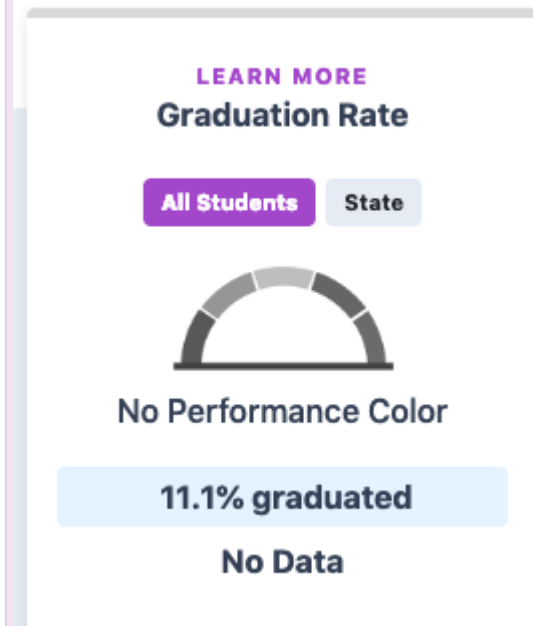 LEARN MORE
Graduation Rate
All Students State
No Performance Color
11.1% graduated
No Data